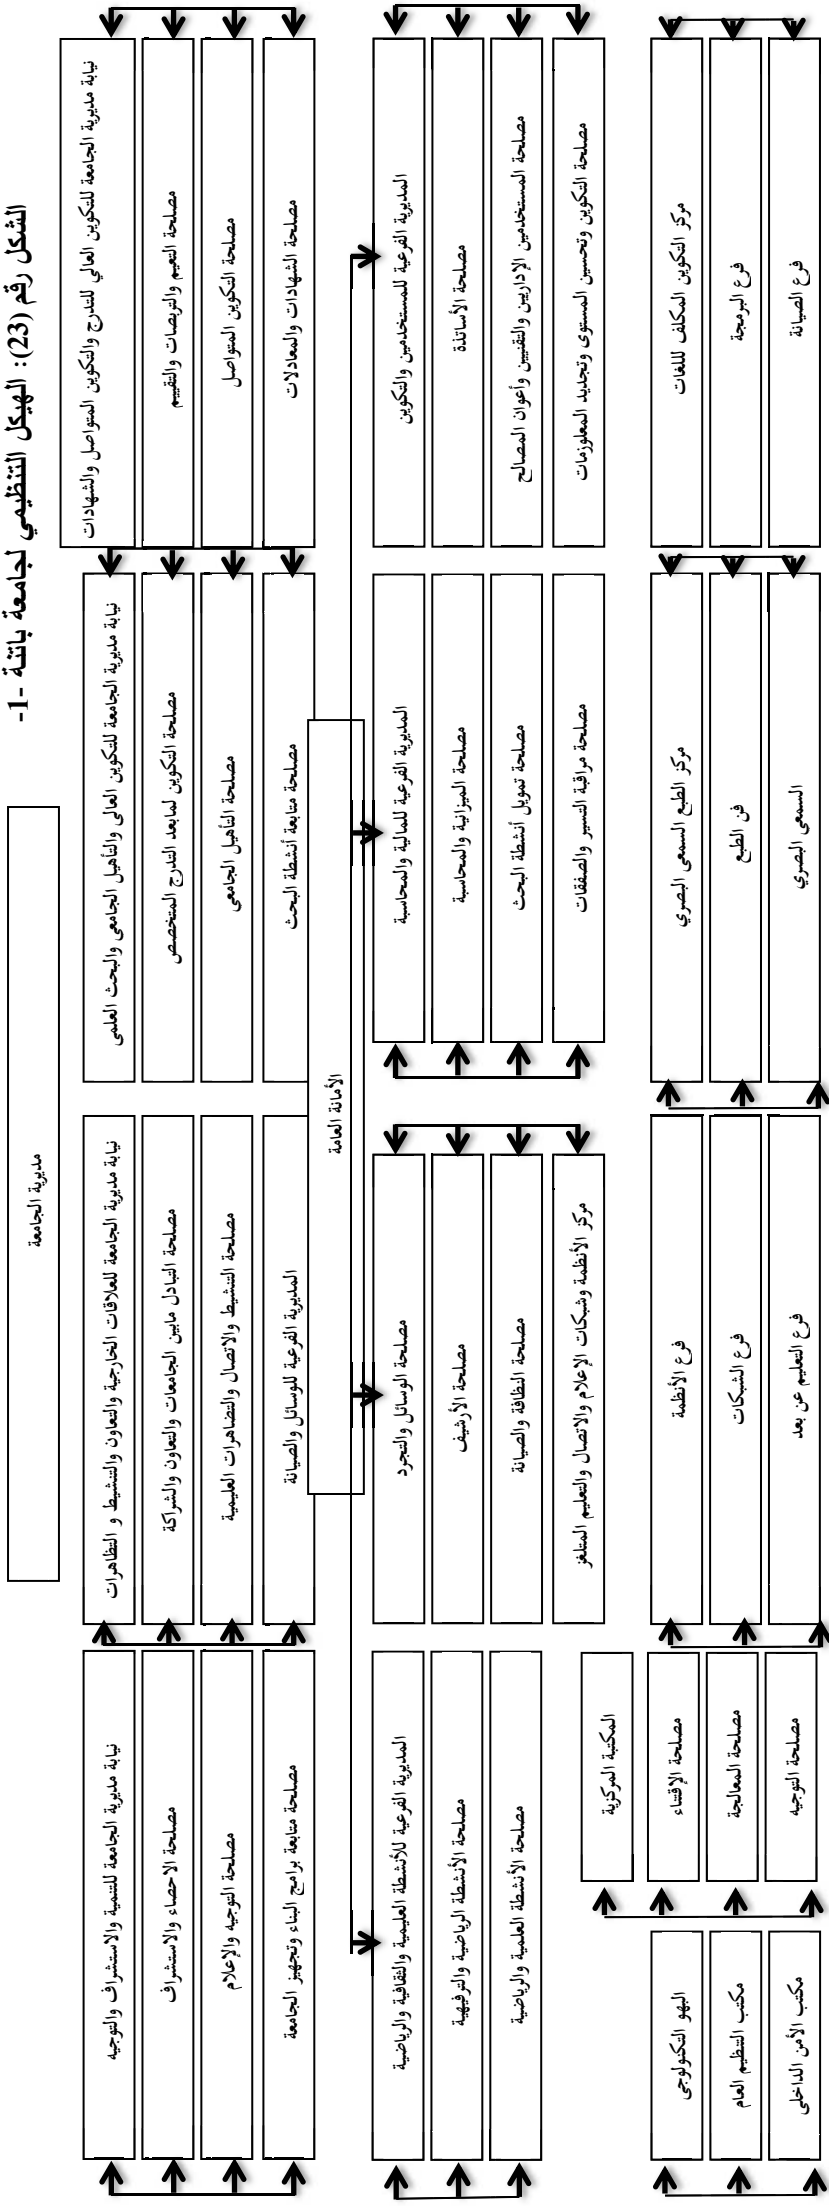 الشكل رقم (23): الهيكل التنظيمي لجامعة باتنة -1-
مديرية الجامعة
نيابة مديرية الجامعة للتكوين العالي للتدرج والتكوين المتواصل والشهادات
مصلحة التعيم والتربصات والتقييم
مصلحة التكوين المتواصل
مصلحة الشهادات والمعادلات
نيابة مديرية الجامعة للتكوين العالي والتأهيل الجامعي والبحث العلمي
مصلحة التكوين لمابعد التدرج المتخصص
مصلحة التأهيل الجامعي
مصلحة متابعة أنشطة البحث
نيابة مديرية الجامعة للعلاقات الخارجية والتعاون والتنشيط و التظاهرات
مصلحة التبادل مابين الجامعات والتعاون والشراكة
مصلحة التنشيط والاتصال والتضاهرات العليمية
المديرية الفرعية للوسائل والصيانة
نيابة مديرية الجامعة للتنمية والاستشراف والتوجيه
مصلحة الاحصاء والاستشراف
مصلحة التوجيه والإعلام
مصلحة متابعة برامج البناء وتجهيز الجامعة
الأمانة العامة
المديرية الفرعية للمستخدمين والتكوين
مصلحة الأساتذة
مصلحة المستخدمين الإداريين والتقنيين وأعوان المصالح
مصلحة التكوين وتحسين المستوى وتجديد المعلوزمات
المديرية الفرعية للمالية والمحاسبة
مصلحة الميزانية والمحاسبة
مصلحة تمويل أنشطة البحث
مصلحة مراقبة التسير والصفقات
مصلحة الوسائل والتجرد
مصلحة الأرشيف
مصلحة النظافة والصيانة
مركز الأنظمة وشبكات الإعلام والاتصال والتعليم المتلغز
المديرية الفرعية للأنشطة العليمية والثقافية والرياضية
مصلحة الأنشطة الرياضية والترفيهية
مصلحة الأنشطة العلمية والرياضية
مركز التكوين المكلف للغات
فرع البرمجة
فرع الصيانة
مركز الطبع السمعي البصري
فن الطبع
السمعي البصري
فرع الأنظمة
فرع الشبكات
فرع التعليم عن بعد
المكتبة المركزية
مصلحة الإقتناء
مصلحة المعالجة
مصلحة التوجيه
البهو التكنولوجي
مكتب التنظيم العام
مكتب الأمن الداخلي